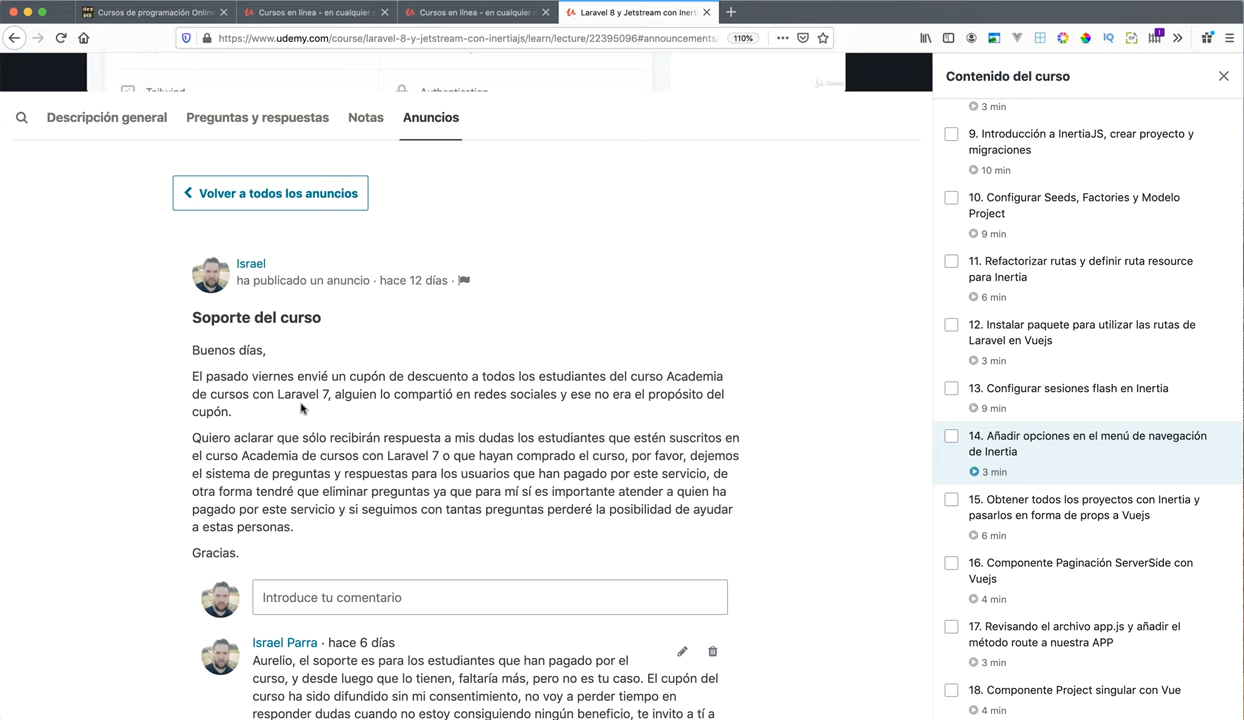 Cursos de programación Online
Cursos en línea - en cualquier
Cursos en línea - en cualquier
Laravel 8 y Jetstream con Inerti
https://www.udemy.com/course/laravel-8-y-jetstream-con-inertiajs/learn/lecture/22395096#announcements/
110%
IQ
Tailwind
Authentication
Descripción general
Preguntas y respuestas
Notas
Anuncios
Volver a todos los anuncios
Israel
ha publicado un anuncio · hace 12 días ·
Soporte del curso
Buenos días,
El pasado viernes envié un cupón de descuento a todos los estudiantes del curso Academia
de cursos con Laravel 7, alguien lo compartió en redes sociales y ese no era el propósito del
cupón.
Quiero aclarar que sólo recibirán respuesta a mis dudas los estudiantes que estén suscritos en
el curso Academia de cursos con Laravel 7 o que hayan comprado el curso, por favor, dejemos
el sistema de preguntas y respuestas para los usuarios que han pagado por este servicio, de
otra forma tendré que eliminar preguntas ya que para mí sí es importante atender a quien ha
pagado por este servicio y si seguimos con tantas preguntas perderé la posibilidad de ayudar
a estas personas.
Gracias.
Introduce tu comentario
Israel Parra · hace 6 días
Aurelio, el soporte es para los estudiantes que han pagado por el
curso, y desde luego que lo tienen, faltaría más, pero no es tu caso. El cupón del
curso ha sido difundido sin mi consentimiento, no voy a perder tiempo en
responder dudas cuando no estoy consiguiendo ningún beneficio, te invito a tí a
Contenido del curso
3 min
9. Introducción a InertiaJS, crear proyecto y
migraciones
10 min
10. Configurar Seeds, Factories y Modelo
Project
9 min
11. Refactorizar rutas y definir ruta resource
para Inertia
6 min
12. Instalar paquete para utilizar las rutas de
Laravel en Vuejs
3 min
13. Configurar sesiones flash en Inertia
9 min
14. Añadir opciones en el menú de navegación
de Inertia
3 min
15. Obtener todos los proyectos con Inertia y
pasarlos en forma de props a Vuejs
6 min
16. Componente Paginación ServerSide con
Vuejs
4 min
17. Revisando el archivo app.js y añadir el
método route a nuestra APP
3 min
18. Componente Project singular con Vue
4 min